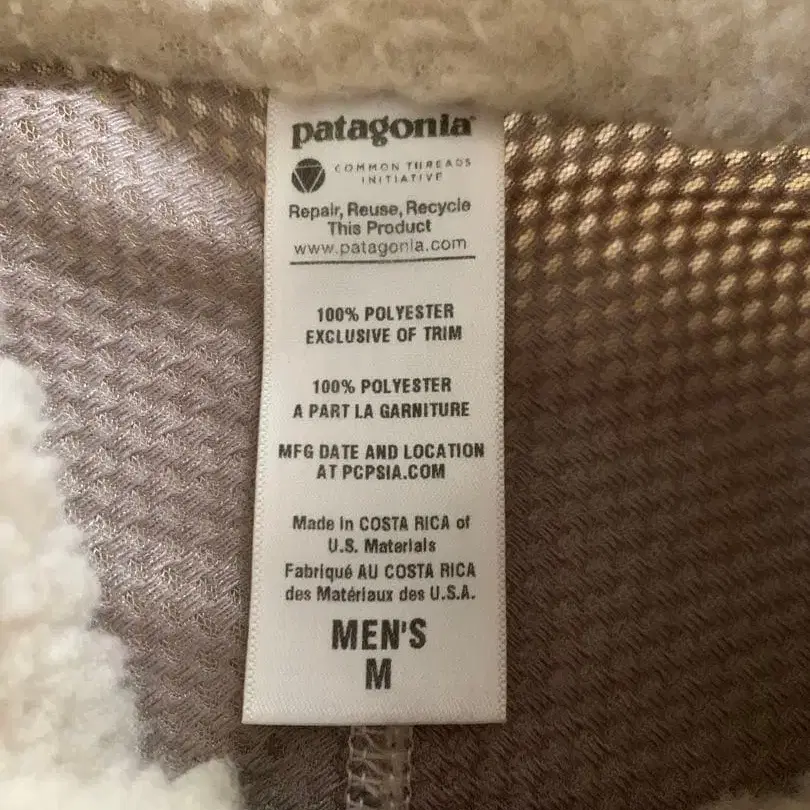 patagonia
COMMON THREADS
INITIATIVE
Repair, Reuse, Recycle
This Product
www.patagonia.com
100% POLYESTER
EXCLUSIVE OF TRIM
100% POLYESTER
A PART LA GARNITURE
MFG DATE AND LOCATION
AT PCPSIA.COM
Made in COSTA RICA of
U.S. Materials
Fabriqué AU COSTA RICA
des Matériaux des U.S.A.
MEN'S
M